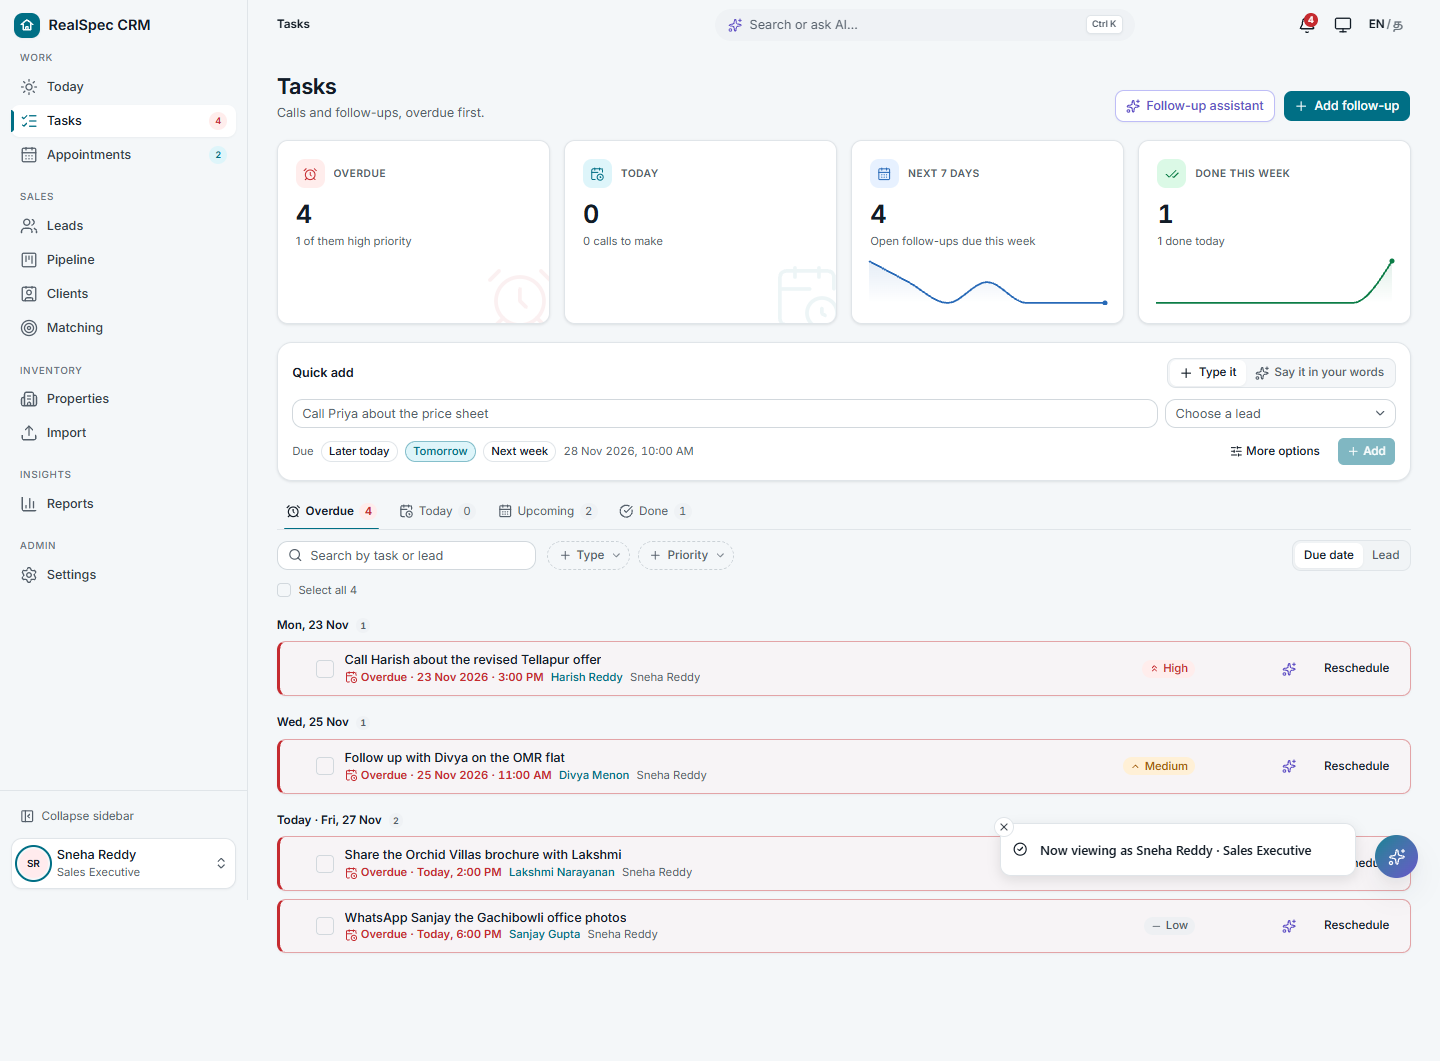 RealSpec CRM
WORK
Today
Tasks 4
Appointments 2
SALES
Leads
Pipeline
Clients
Matching
INVENTORY
Properties
Import
INSIGHTS
Reports
ADMIN
Settings
Collapse sidebar
SR Sneha Reddy
Sales Executive
Tasks
Search or ask AI... Ctrl K
4
EN / த
Tasks
Calls and follow-ups, overdue first.
Follow-up assistant
Add follow-up
OVERDUE
4
1 of them high priority
TODAY
0
0 calls to make
NEXT 7 DAYS
4
Open follow-ups due this week
DONE THIS WEEK
1
1 done today
Quick add
Type it Say it in your words
Call Priya about the price sheet
Choose a lead
Due Later today Tomorrow Next week 28 Nov 2026, 10:00 AM
More options
Add
Overdue 4 Today 0 Upcoming 2 Done 1
Search by task or lead
Type Priority
Due date Lead
Select all 4
Mon, 23 Nov 1
Call Harish about the revised Tellapur offer
Overdue · 23 Nov 2026 · 3:00 PM Harish Reddy Sneha Reddy
High Reschedule
Wed, 25 Nov 1
Follow up with Divya on the OMR flat
Overdue · 25 Nov 2026 · 11:00 AM Divya Menon Sneha Reddy
Medium Reschedule
Today · Fri, 27 Nov 2
Share the Orchid Villas brochure with Lakshmi
Overdue · Today, 2:00 PM Lakshmi Narayanan Sneha Reddy
Now viewing as Sneha Reddy · Sales Executive
WhatsApp Sanjay the Gachibowli office photos
Overdue · Today, 6:00 PM Sanjay Gupta Sneha Reddy
Low Reschedule